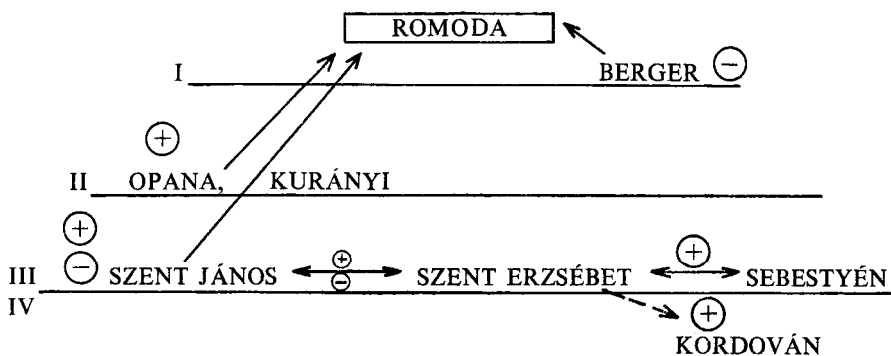 ROMODA
I BERGER −
+
II OPANA, KURÁNYI
+
− SZENT JÁNOS + − SZENT ERZSÉBET + SEBESTYÉN
III
IV +
KORDOVÁN